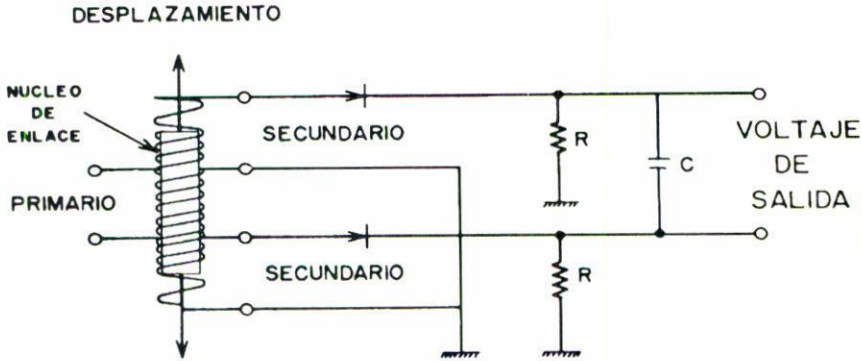 DESPLAZAMIENTO
NUCLEO
DE
ENLACE
SECUNDARIO
R
C
VOLTAJE
DE
SALIDA
PRIMARIO
SECUNDARIO
R